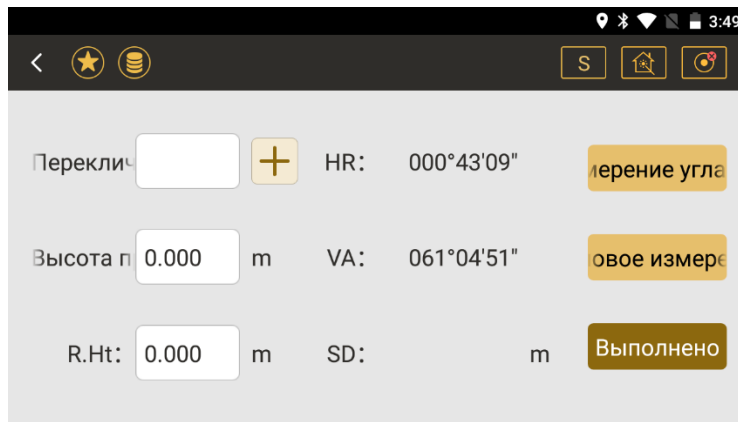 3:49
S
Переклич + HR: 000°43'09" мерение угла
Высота п 0.000 m VA: 061°04'51" овое измере
R.Ht: 0.000 m SD: m Выполнено